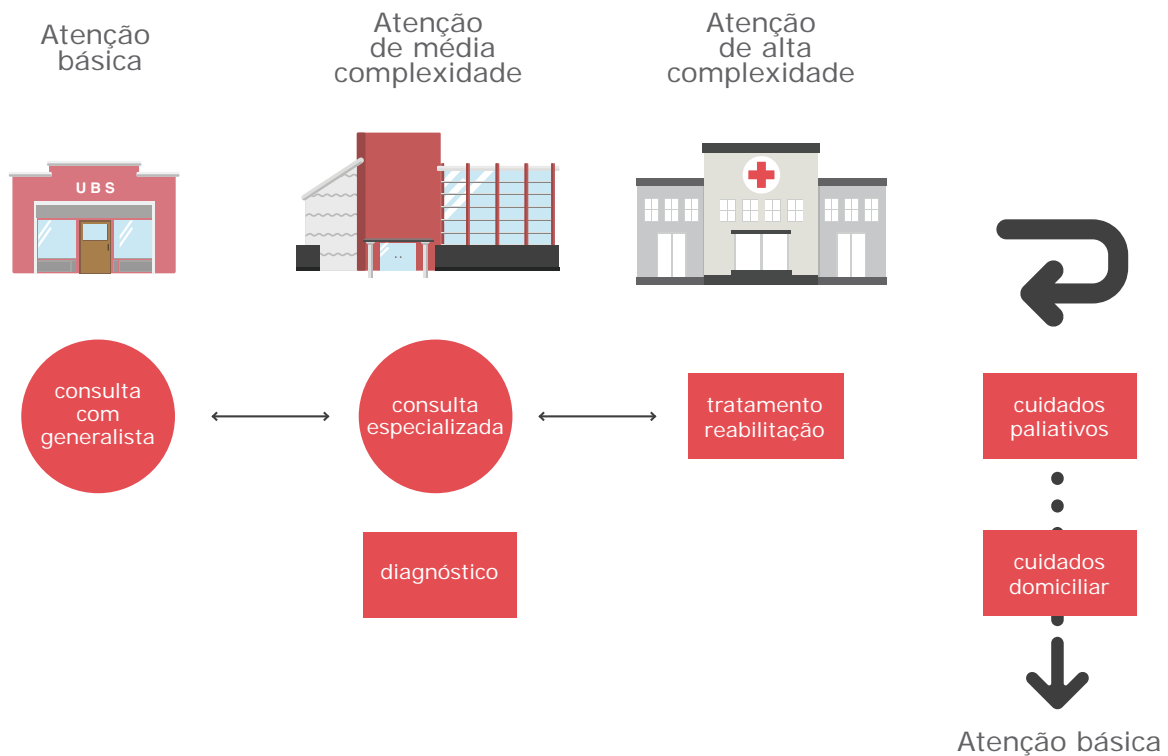 Atenção
básica
Atenção
de média
complexidade
Atenção
de alta
complexidade
UBS
consulta
com
generalista
consulta
especializada
tratamento
reabilitação
cuidados
paliativos
diagnóstico
cuidados
domiciliar
Atenção básica